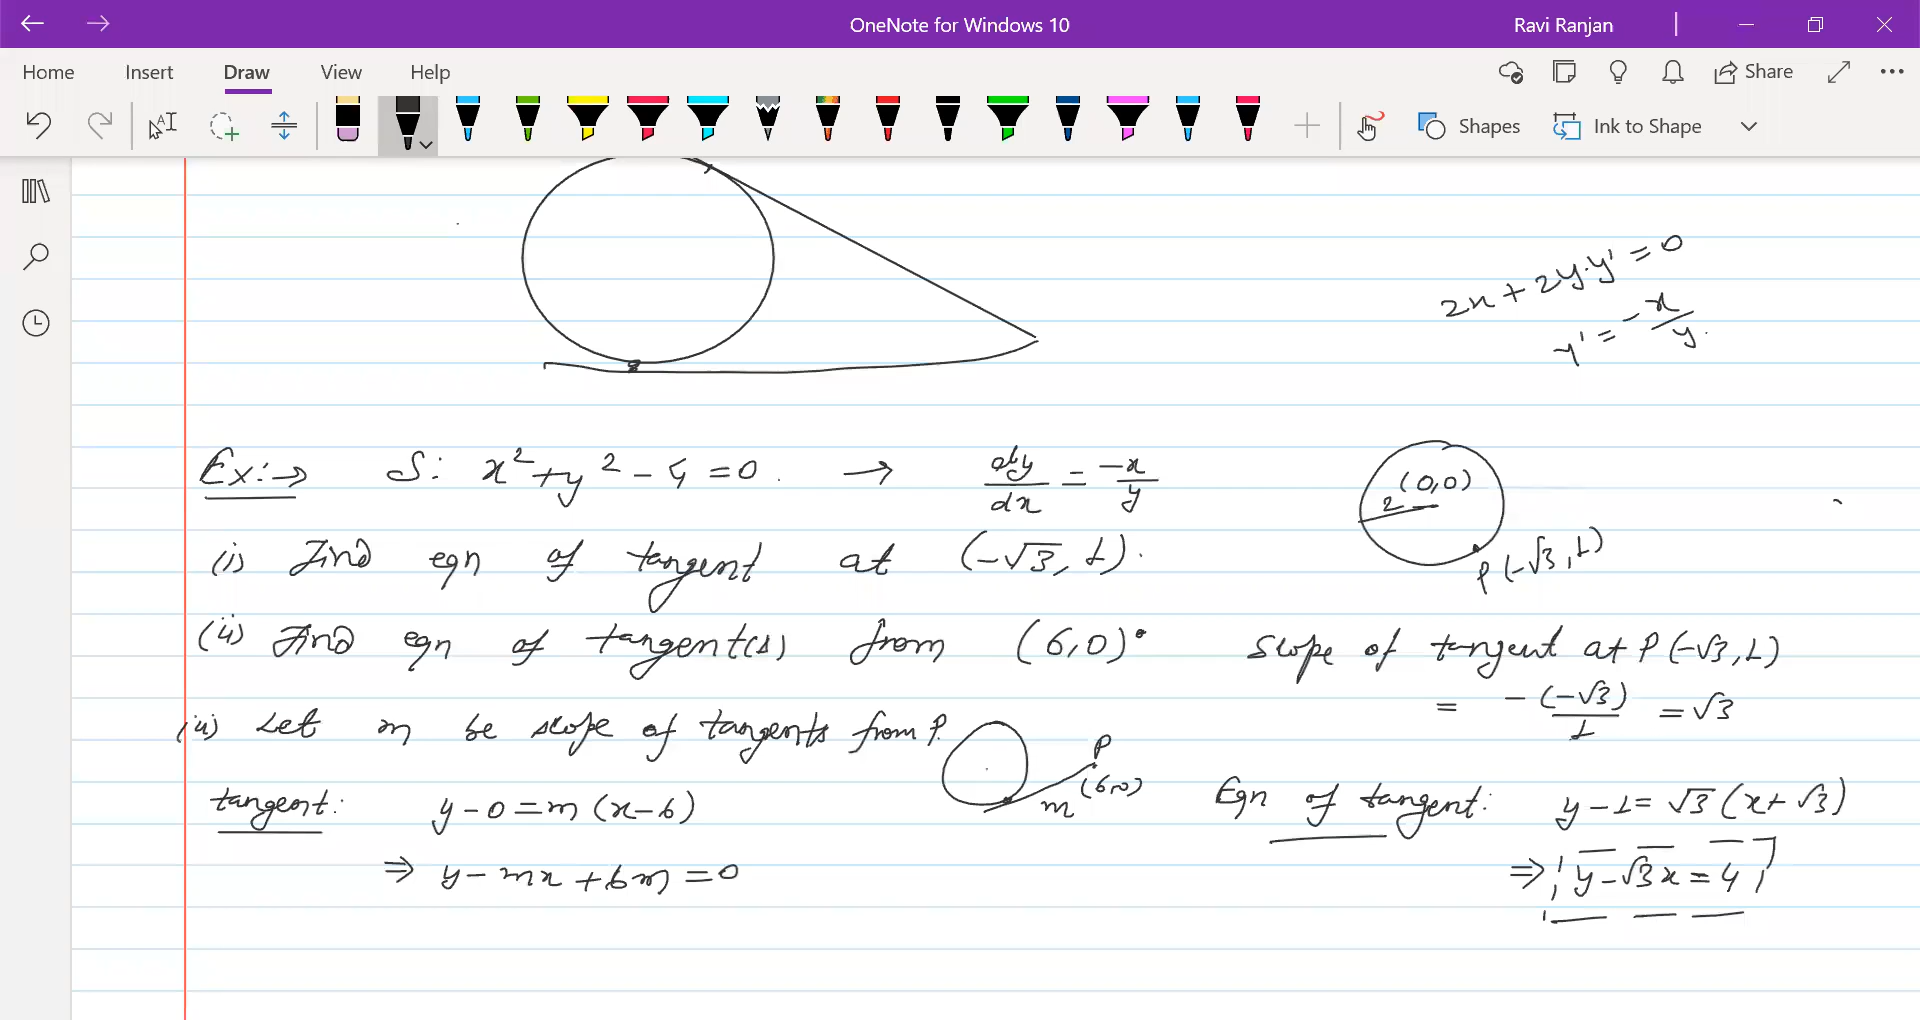 OneNote for Windows 10
Ravi Ranjan
Home Insert Draw View Help
Share
Shapes
Ink to Shape
2x + 2y.y' = 0
y' = -x/y.
Ex:→ S: x² + y² - 4 = 0. → dy/dx = -x/y
(0,0)
2
P(-√3, 1)
(i) Find eqn of tangent at (-√3, 1).
(ii) Find eqn of tangent(s) from (6,0).
(ii) Let m be slope of tangents from P.
P
(6,0)
m
tangent: y-0=m(x-6)
⇒ y-mx+6m=0
Slope of tangent at P(-√3, 1)
= -(-√3)/1 = √3
Eqn of tangent: y-1=√3(x+√3)
⇒ y-√3x=4